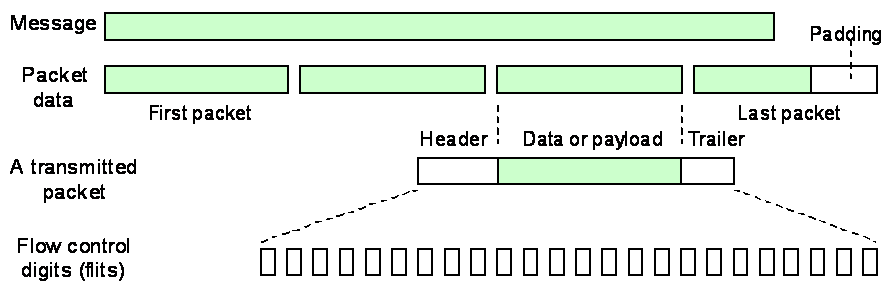 Message
Padding
Packet
data
First packet
Last packet
Header
Data or payload
Trailer
A transmitted
packet
Flow control
digits (flits)